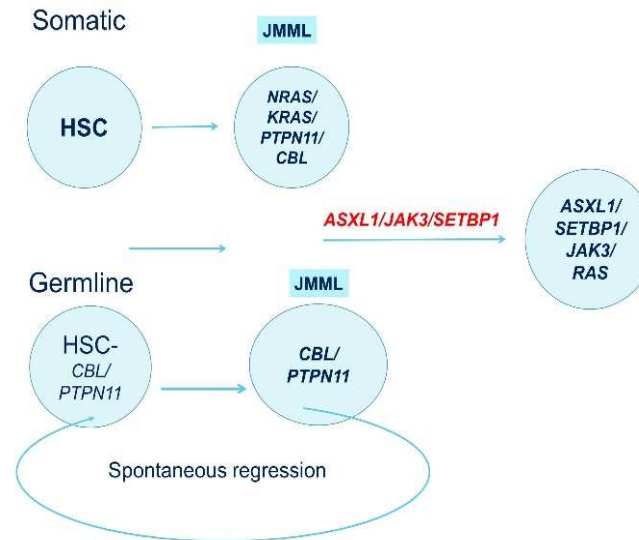 Somatic
JMML
HSC
NRAS/
KRAS/
PTPN11/
CBL
ASXL1/JAK3/SETBP1
ASXL1/
SETBP1/
JAK3/
RAS
Germline
JMML
HSC-
CBL/
PTPN11
CBL/
PTPN11
Spontaneous regression